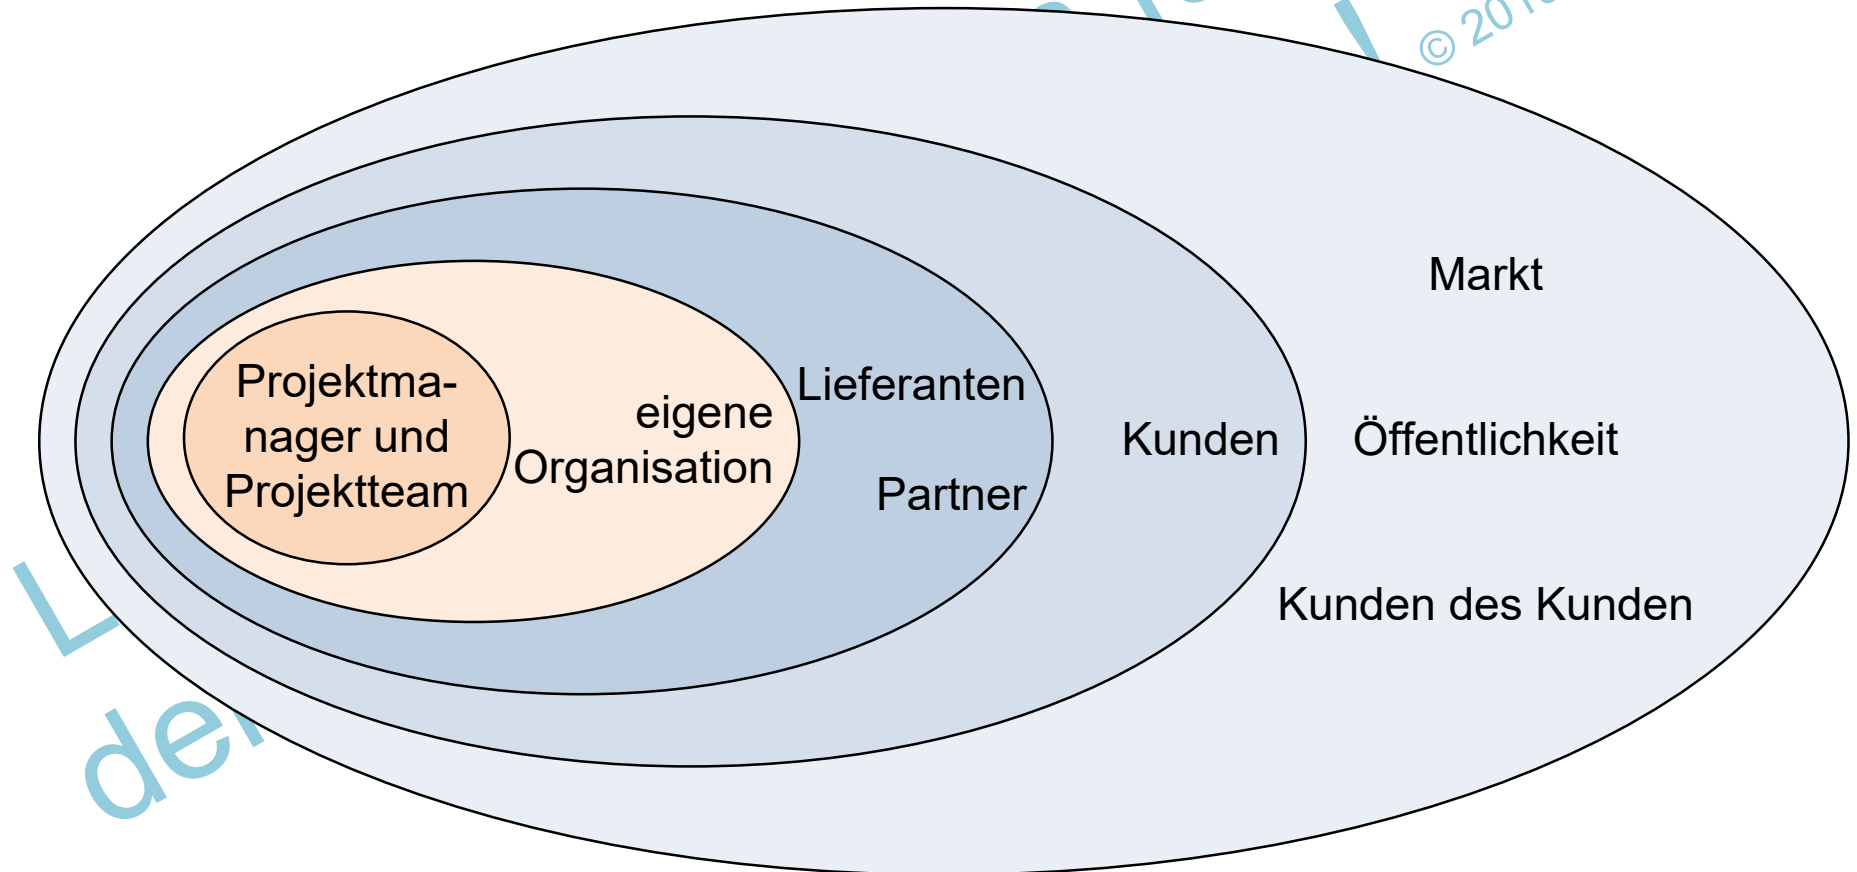 Projektma-
nager und
Projektteam
eigene
Organisation
Lieferanten
Partner
Kunden
Markt
Öffentlichkeit
Kunden des Kunden